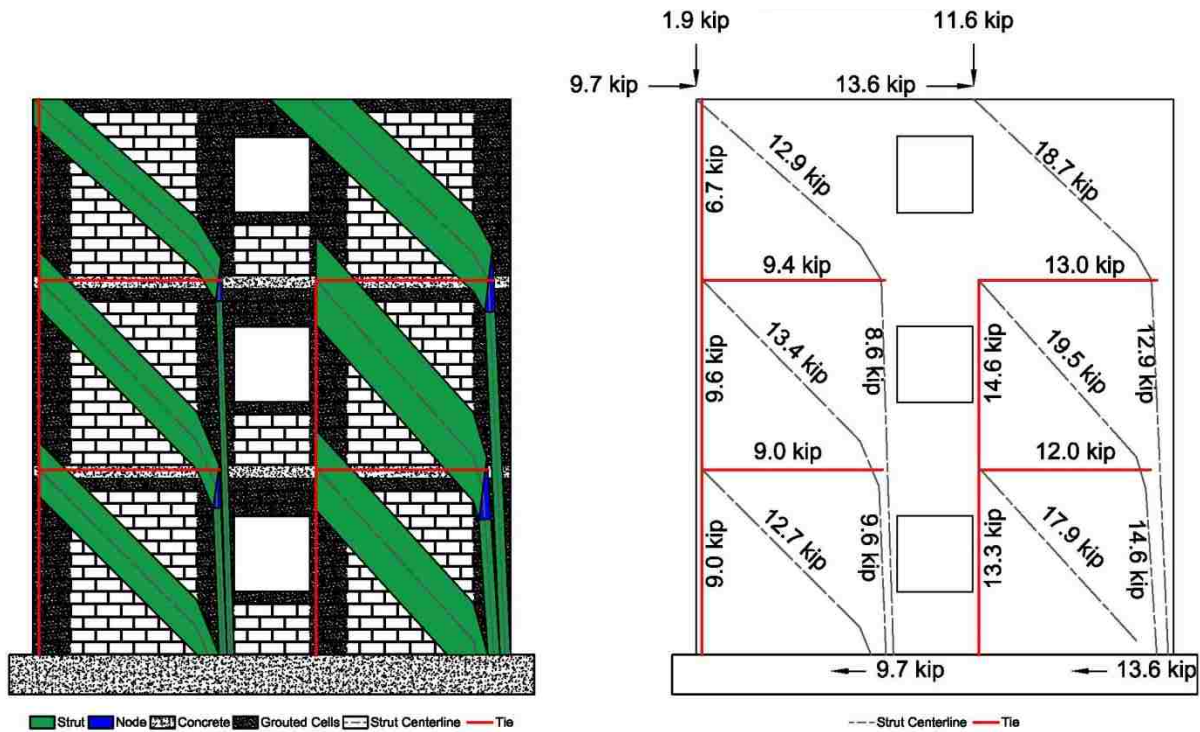 1.9 kip
11.6 kip
9.7 kip
13.6 kip
12.9 kip
18.7 kip
6.7 kip
9.4 kip
13.0 kip
9.6 kip
13.4 kip
8.6 kip
14.6 kip
19.5 kip
12.9 kip
9.0 kip
12.0 kip
9.0 kip
12.7 kip
9.6 kip
13.3 kip
17.9 kip
14.6 kip
9.7 kip
13.6 kip
Strut Node Concrete Grouted Cells Strut Centerline Tie
Strut Centerline Tie